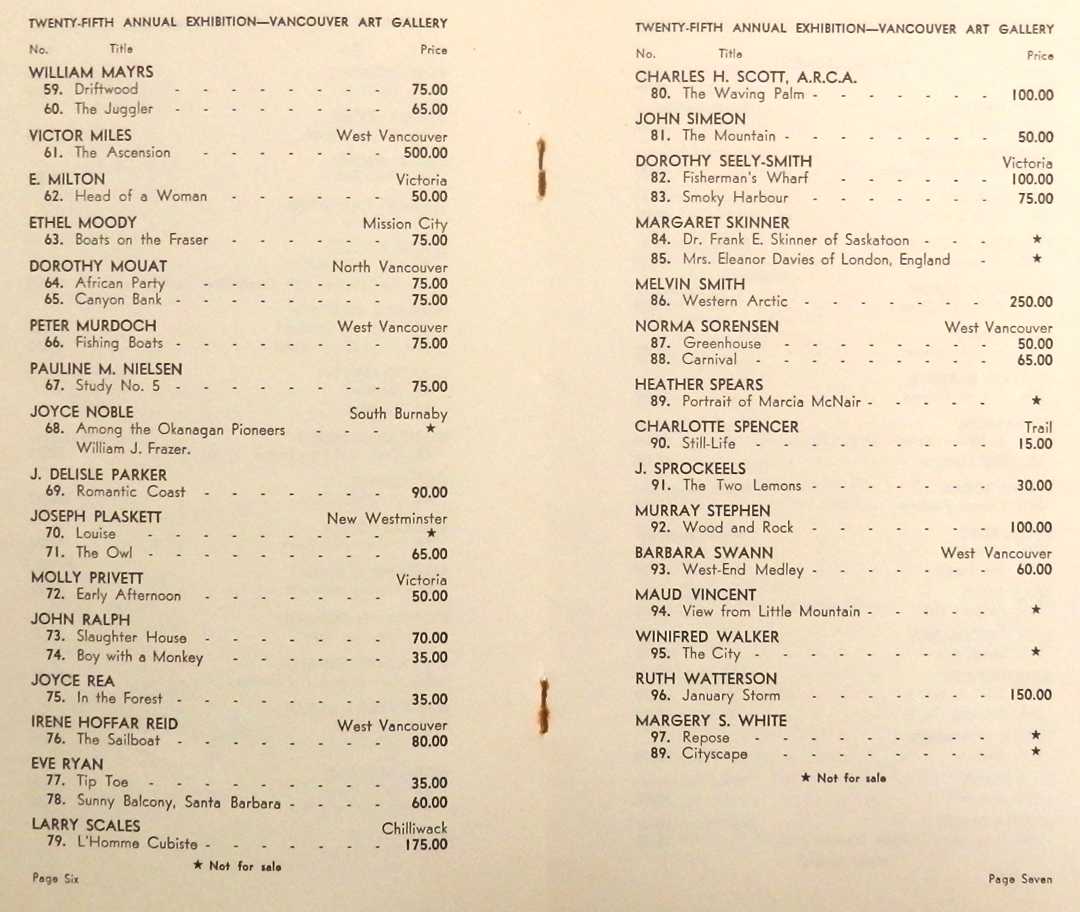 TWENTY-FIFTH ANNUAL EXHIBITION—VANCOUVER ART GALLERY
No. Title Price
WILLIAM MAYRS
59. Driftwood - - - - - - - - 75.00
60. The Juggler - - - - - - - 65.00
VICTOR MILES West Vancouver
61. The Ascension - - - - - - - 500.00
E. MILTON Victoria
62. Head of a Woman - - - - - - 50.00
ETHEL MOODY Mission City
63. Boats on the Fraser - - - - - - 75.00
DOROTHY MOUAT North Vancouver
64. African Party - - - - - - - 75.00
65. Canyon Bank - - - - - - - - 75.00
PETER MURDOCH West Vancouver
66. Fishing Boats - - - - - - - - 75.00
PAULINE M. NIELSEN
67. Study No. 5 - - - - - - - - 75.00
JOYCE NOBLE South Burnaby
68. Among the Okanagan Pioneers - - - ★
William J. Frazer.
J. DELISLE PARKER
69. Romantic Coast - - - - - - - 90.00
JOSEPH PLASKETT New Westminster
70. Louise - - - - - - - - - ★
71. The Owl - - - - - - - - - 65.00
MOLLY PRIVETT Victoria
72. Early Afternoon - - - - - - - 50.00
JOHN RALPH
73. Slaughter House - - - - - - - 70.00
74. Boy with a Monkey - - - - - - 35.00
JOYCE REA
75. In the Forest - - - - - - - - 35.00
IRENE HOFFAR REID West Vancouver
76. The Sailboat - - - - - - - - 80.00
EVE RYAN
77. Tip Toe - - - - - - - - - 35.00
78. Sunny Balcony, Santa Barbara - - - - 60.00
LARRY SCALES Chilliwack
79. L'Homme Cubiste - - - - - - - 175.00
★ Not for sale
Page Six
TWENTY-FIFTH ANNUAL EXHIBITION—VANCOUVER ART GALLERY
No. Title Price
CHARLES H. SCOTT, A.R.C.A.
80. The Waving Palm - - - - - - - 100.00
JOHN SIMEON
81. The Mountain - - - - - - - - 50.00
DOROTHY SEELY-SMITH Victoria
82. Fisherman's Wharf - - - - - - 100.00
83. Smoky Harbour - - - - - - - 75.00
MARGARET SKINNER
84. Dr. Frank E. Skinner of Saskatoon - - - ★
85. Mrs. Eleanor Davies of London, England - ★
MELVIN SMITH
86. Western Arctic - - - - - - - 250.00
NORMA SORENSEN West Vancouver
87. Greenhouse - - - - - - - - 50.00
88. Carnival - - - - - - - - - 65.00
HEATHER SPEARS
89. Portrait of Marcia McNair - - - - - ★
CHARLOTTE SPENCER Trail
90. Still-Life - - - - - - - - - 15.00
J. SPROCKEELS
91. The Two Lemons - - - - - - - 30.00
MURRAY STEPHEN
92. Wood and Rock - - - - - - - 100.00
BARBARA SWANN West Vancouver
93. West-End Medley - - - - - - - 60.00
MAUD VINCENT
94. View from Little Mountain - - - - - ★
WINIFRED WALKER
95. The City - - - - - - - - - ★
RUTH WATTERSON
96. January Storm - - - - - - - 150.00
MARGERY S. WHITE
97. Repose - - - - - - - - - ★
89. Cityscape - - - - - - - - ★
★ Not for sale
Page Seven